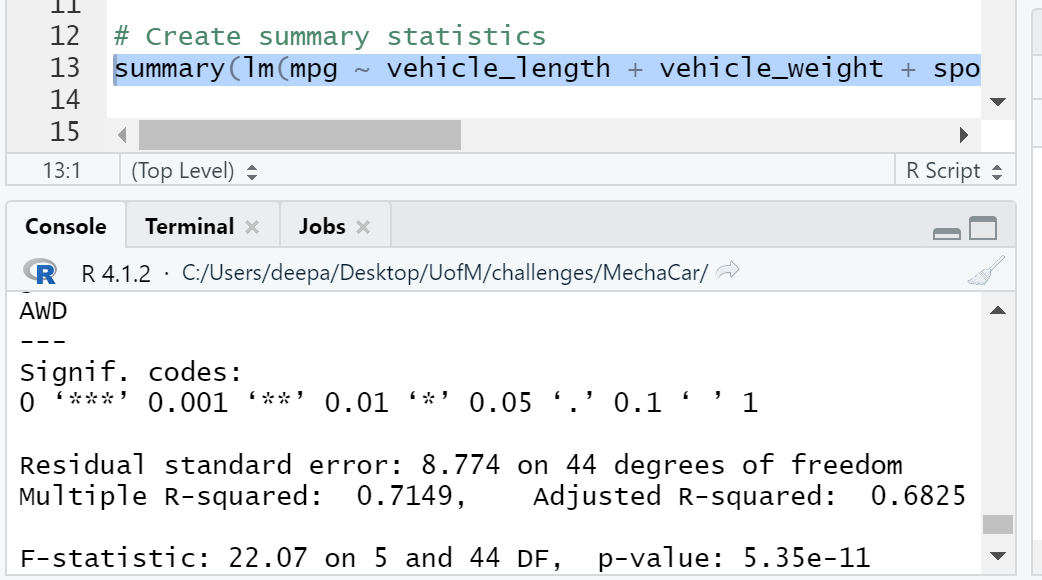 11
12 # Create summary statistics
13 summary(lm(mpg ~ vehicle_length + vehicle_weight + spo
14
15
13:1 (Top Level) R Script
Console Terminal Jobs
R 4.1.2 · C:/Users/deepa/Desktop/UofM/challenges/MechaCar/
AWD
---
Signif. codes:
0 ‘***’ 0.001 ‘**’ 0.01 ‘*’ 0.05 ‘.’ 0.1 ‘ ’ 1
Residual standard error: 8.774 on 44 degrees of freedom
Multiple R-squared:  0.7149,	Adjusted R-squared:  0.6825
F-statistic: 22.07 on 5 and 44 DF,  p-value: 5.35e-11